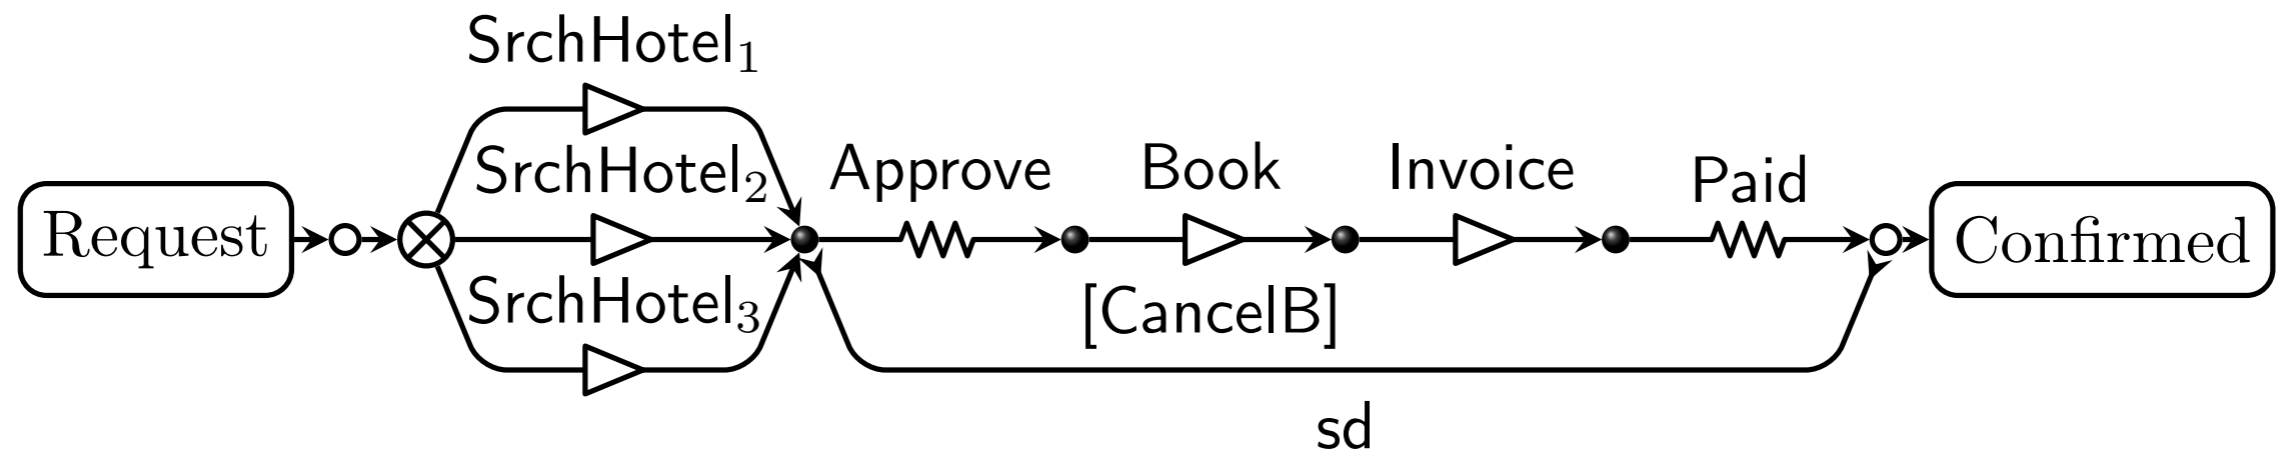 SrchHotel₁
SrchHotel₂
SrchHotel₃
Request
Approve
Book
Invoice
Paid
Confirmed
[CancelB]
sd